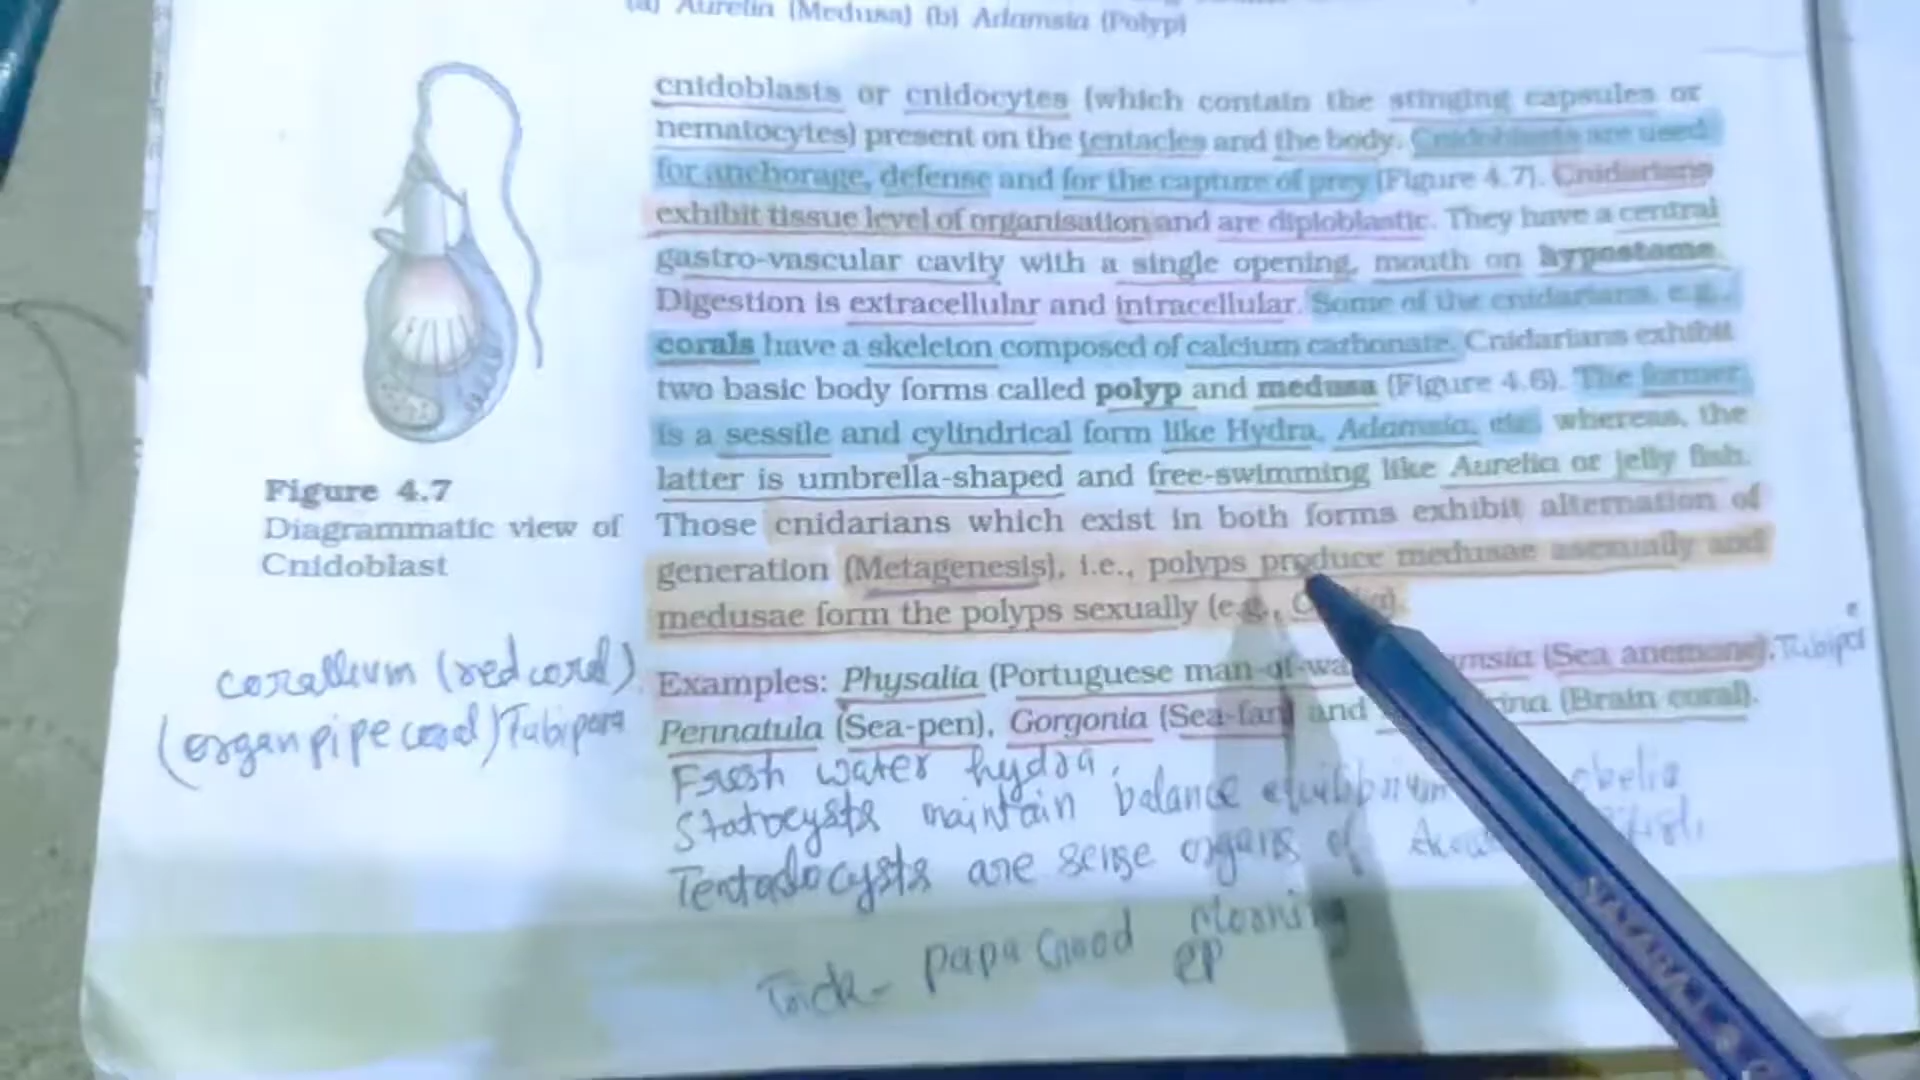 (a) Aurelia (Medusa) (b) Adamsia (Polyp)
cnidoblasts or cnidocytes (which contain the stinging capsules or
nematocytes) present on the tentacles and the body. Cnidoblasts are used
for anchorage, defense and for the capture of prey (Figure 4.7). Cnidarians
exhibit tissue level of organisation and are diploblastic. They have a central
gastro-vascular cavity with a single opening, mouth on hypostome.
Digestion is extracellular and intracellular. Some of the cnidarians, e.g.,
corals have a skeleton composed of calcium carbonate. Cnidarians exhibit
two basic body forms called polyp and medusa (Figure 4.6). The former
is a sessile and cylindrical form like Hydra, Adamsia, etc. whereas, the
latter is umbrella-shaped and free-swimming like Aurelia or jelly fish.
Those cnidarians which exist in both forms exhibit alternation of
generation (Metagenesis), i.e., polyps produce medusae asexually and
medusae form the polyps sexually (e.g.,
Examples: Physalia (Portuguese man-of-wa (Sea anemone),
Pennatula (Sea-pen), Gorgonia (Sea-fan) and (Brain coral).
Figure 4.7
Diagrammatic view of
Cnidoblast
corallium (red coral)
(organ pipe coral) Tubipora
Fresh water hydra,
Statocysts maintain balance equilibrium obelia
Tentaclocysts are sense organs of
Trick- papa Good Morning
ep
NATARAJ